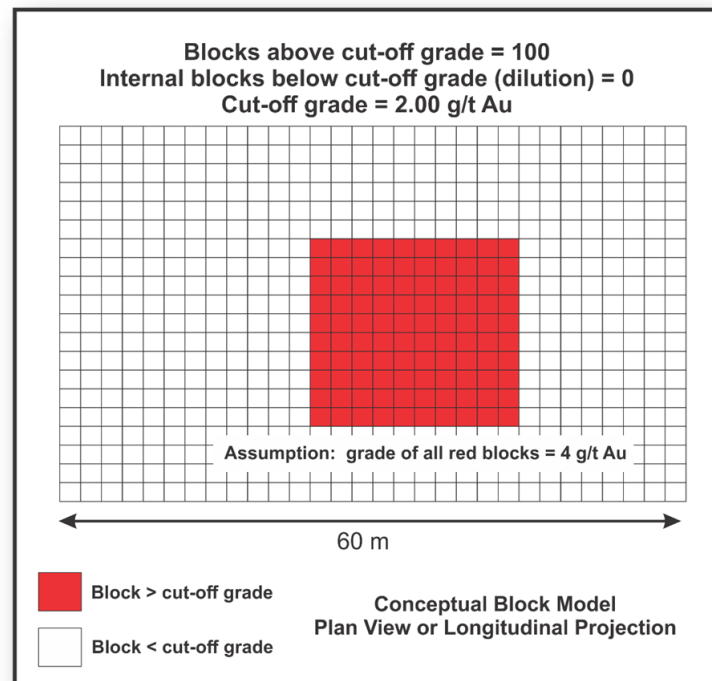 Blocks above cut-off grade = 100
Internal blocks below cut-off grade (dilution) = 0
Cut-off grade = 2.00 g/t Au
Assumption:  grade of all red blocks = 4 g/t Au
60 m
Block > cut-off grade
Block < cut-off grade
Conceptual Block Model
Plan View or Longitudinal Projection